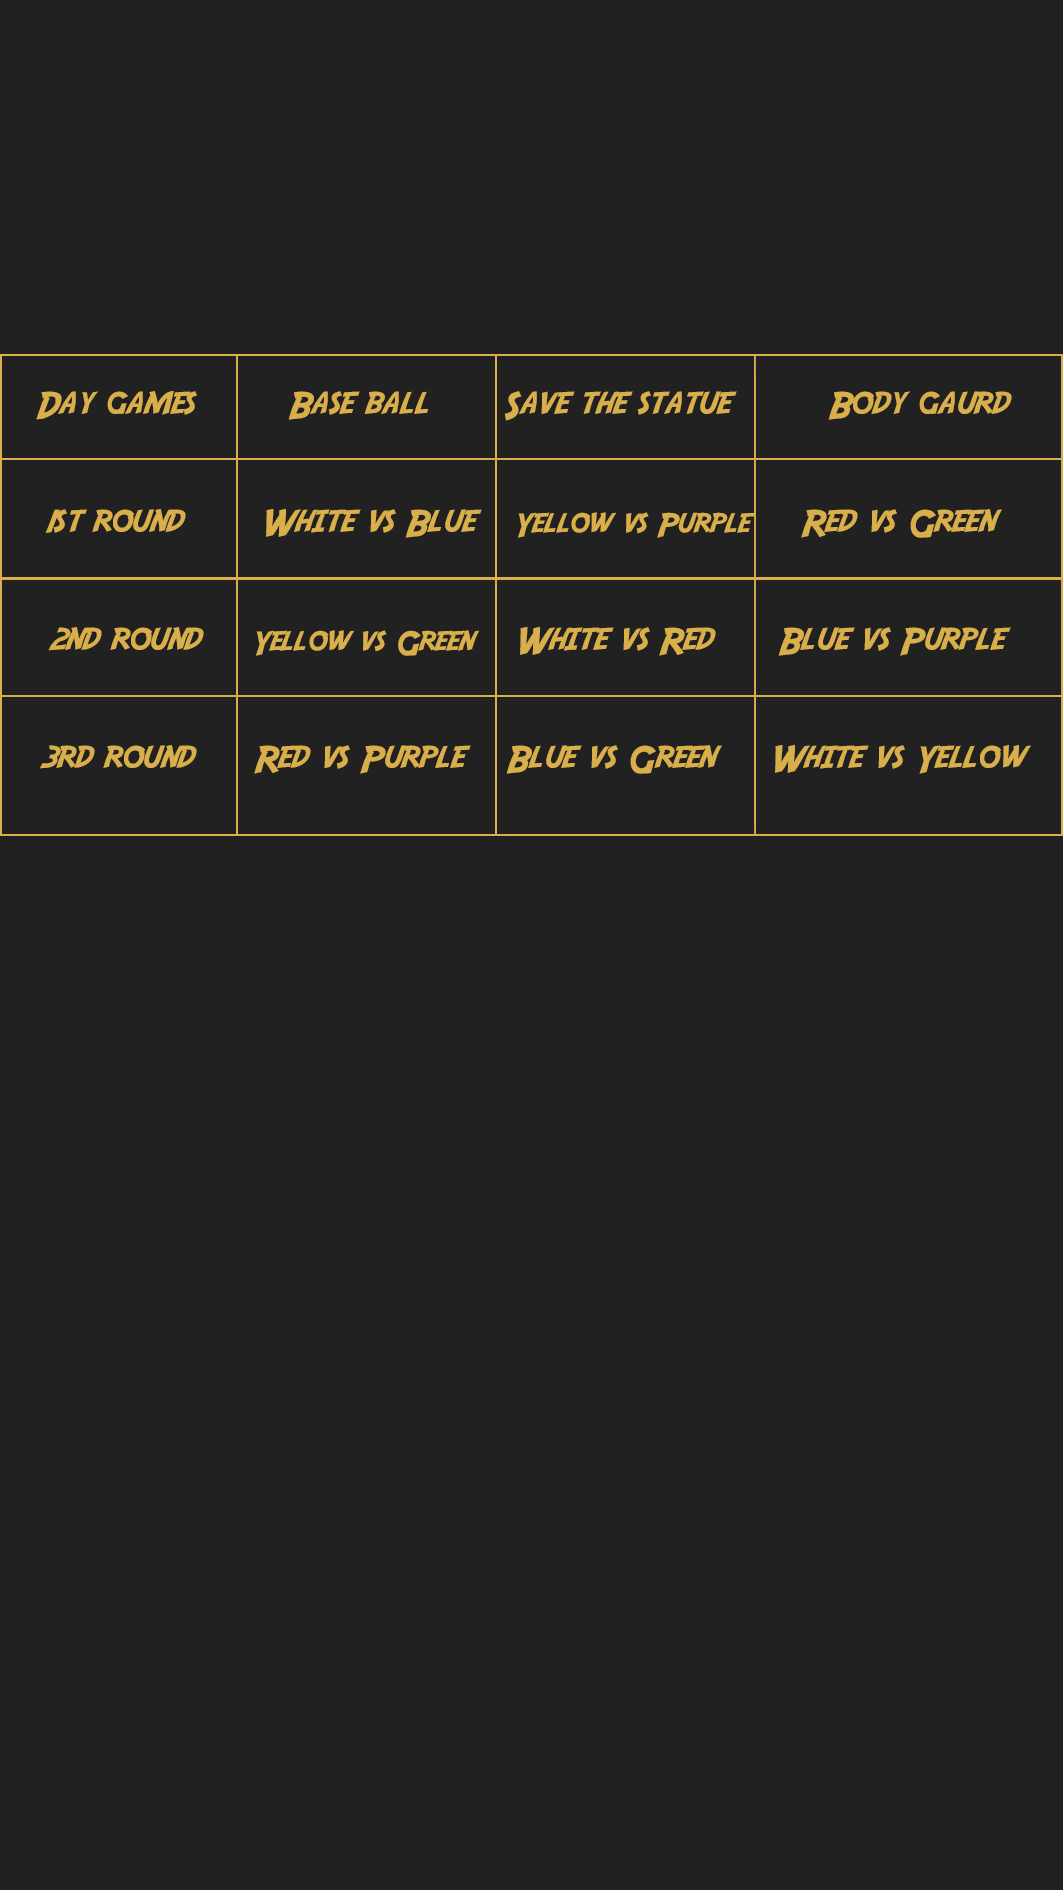 Day games Base ball Save the statue Body gaurd
1st round White vs Blue Yellow vs Purple Red vs Green
2nd round Yellow vs Green White vs Red Blue vs Purple
3rd round Red vs Purple Blue vs Green White vs Yellow